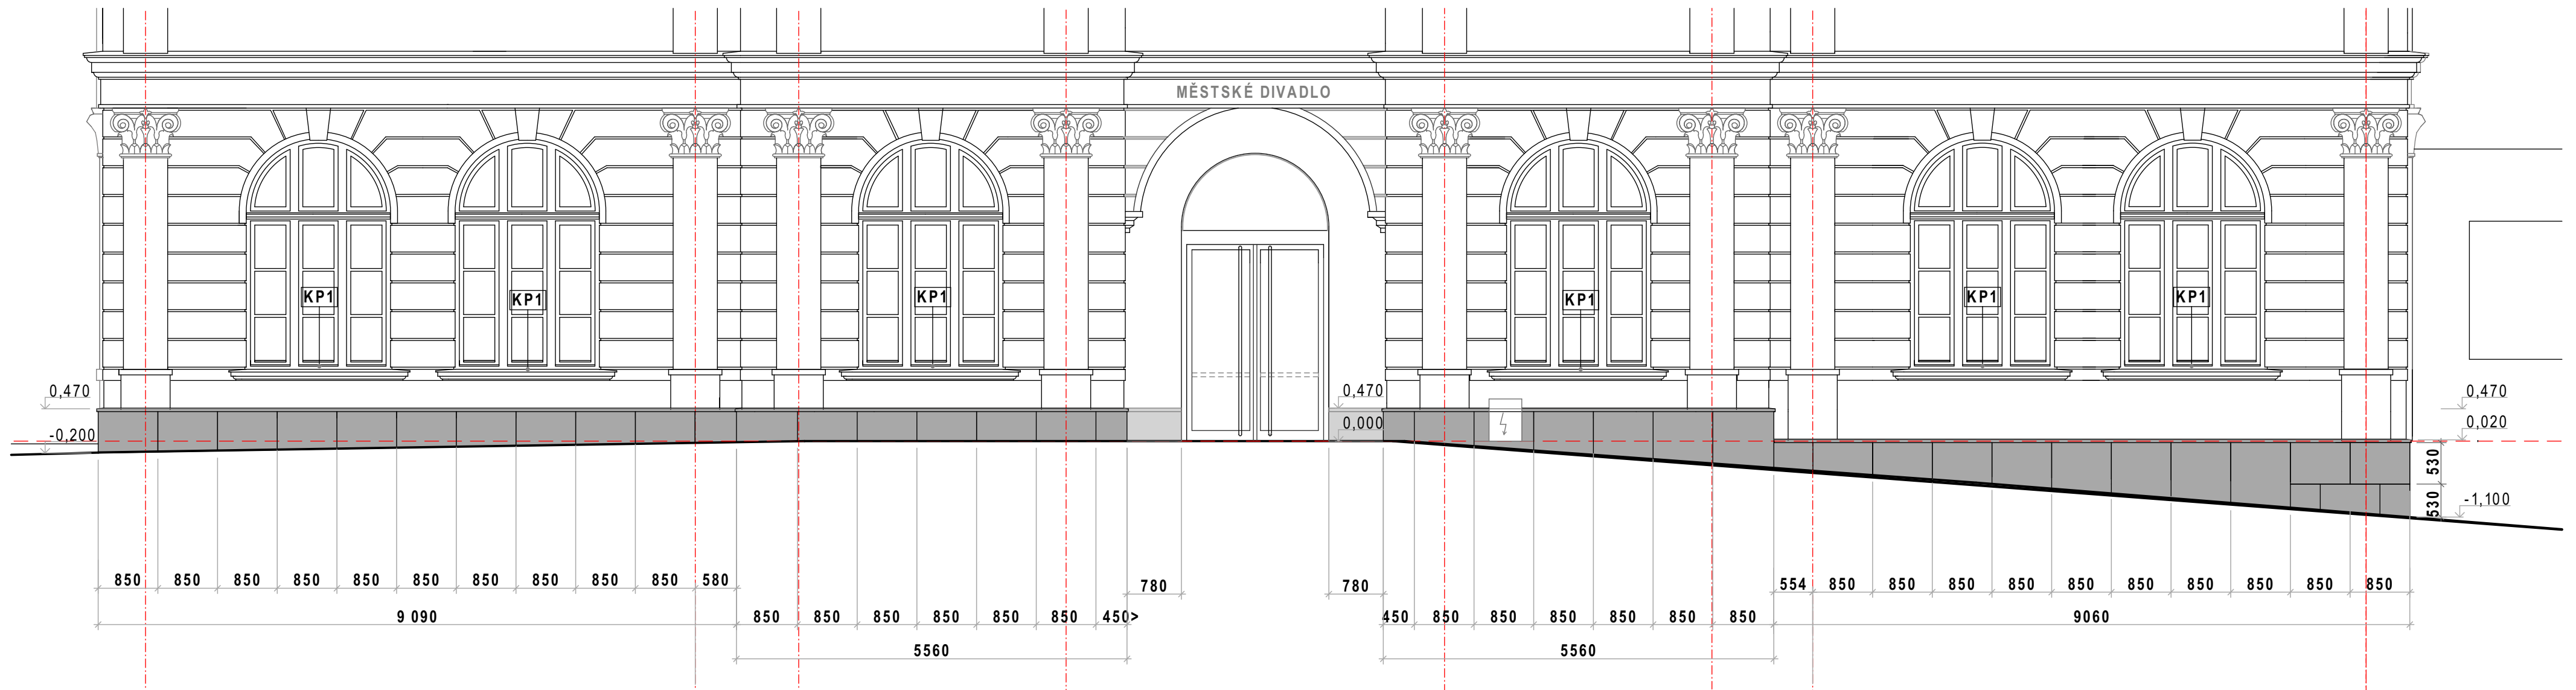 MĚSTSKÉ DIVADLO
KP1 KP1 KP1 KP1 KP1 KP1
0,470 0,470 0,470
-0,200 0,000 0,020
530
530 -1,100
850 850 850 850 850 850 850 850 850 850 580 780 780 554 850 850 850 850 850 850 850 850 850 850
9 090 850 850 850 850 850 850 450> 450 850 850 850 850 850 850 9060
5560 5560